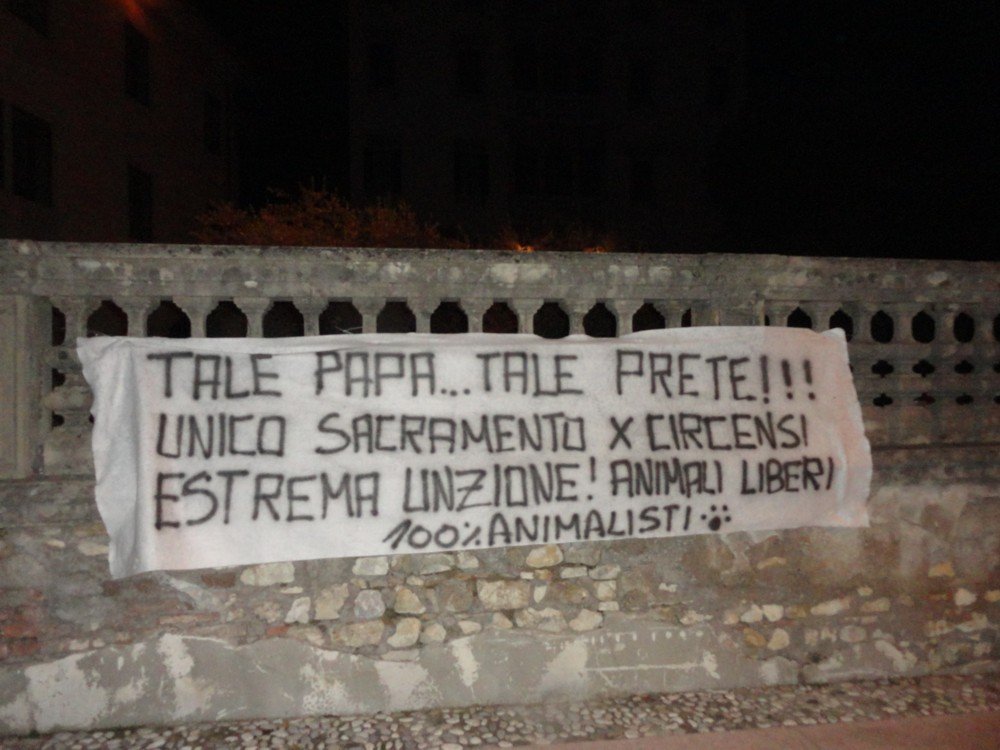 TALE PAPA...TALE PRETE!!!
UNICO SACRAMENTO X CIRCENSI
ESTREMA UNZIONE! ANIMALI LIBERI
100% ANIMALISTI